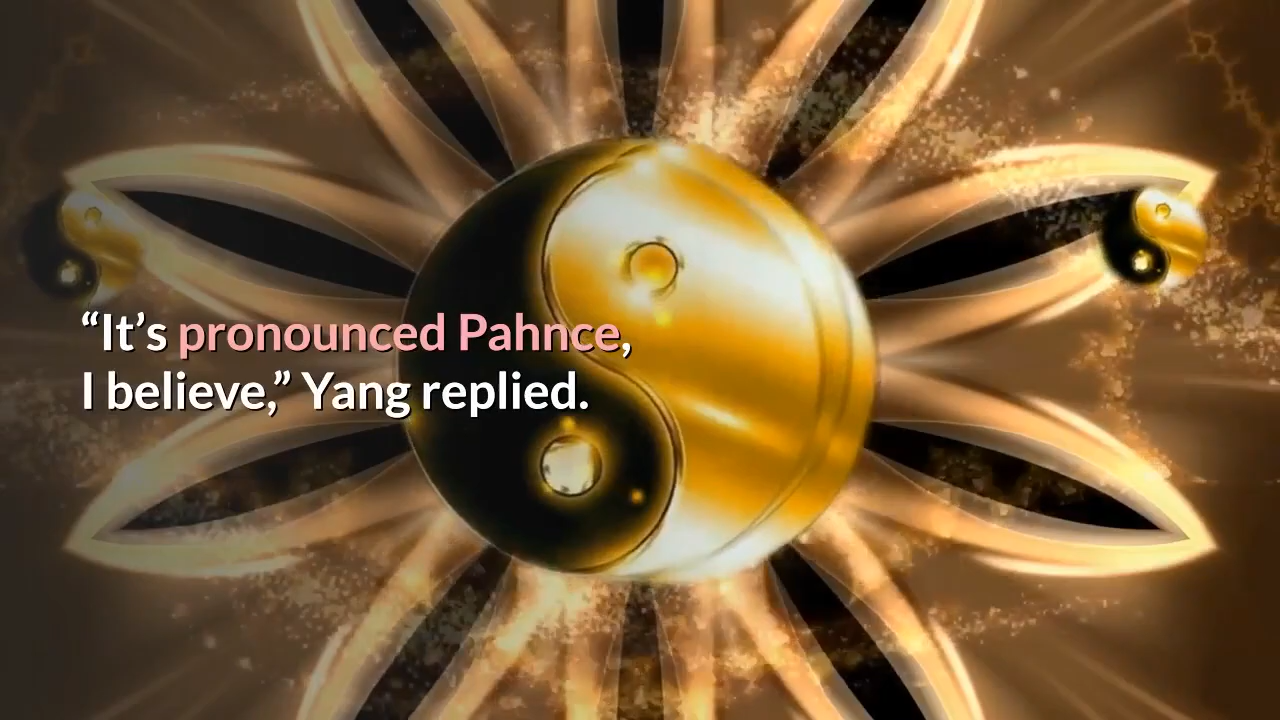 “It’s pronounced Pahnce,
I believe,” Yang replied.